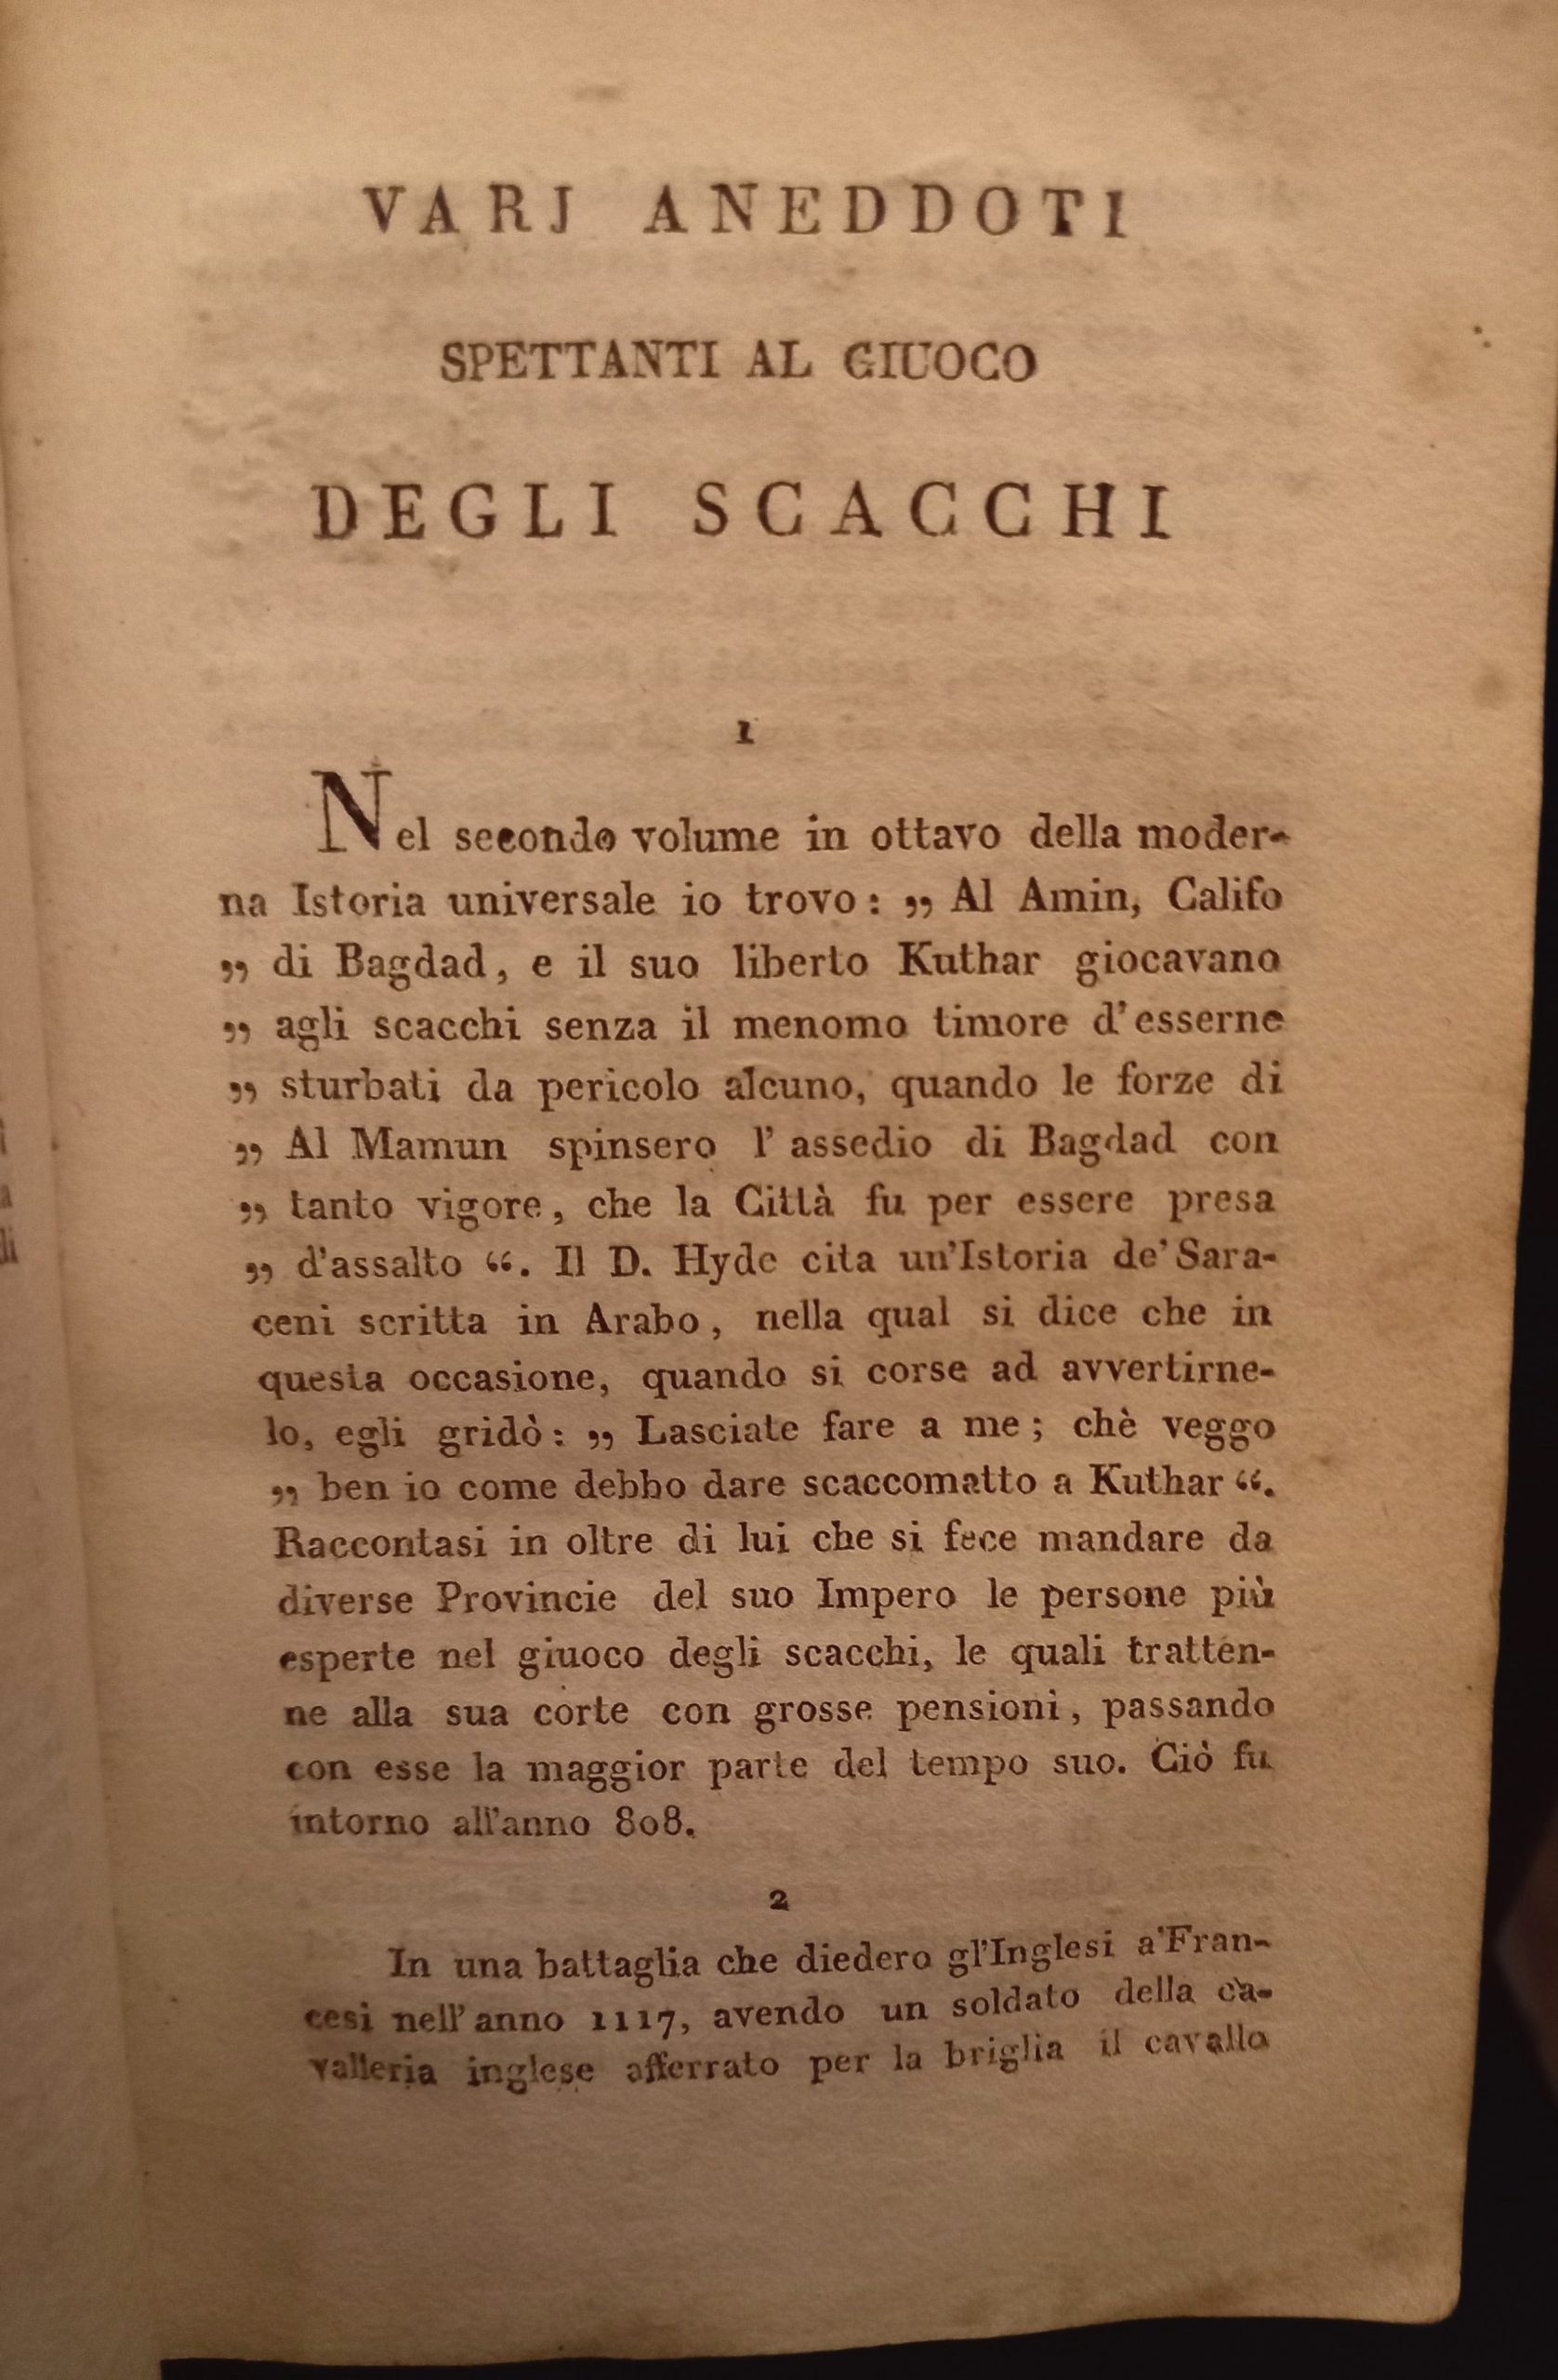 VARJ ANEDDOTI
SPETTANTI AL GIUOCO
DEGLI SCACCHI
1
Nel secondo volume in ottavo della moder-
na Istoria universale io trovo: „ Al Amin, Califo
„ di Bagdad, e il suo liberto Kuthar giocavano
„ agli scacchi senza il menomo timore d'esserne
„ sturbati da pericolo alcuno, quando le forze di
„ Al Mamun spinsero l' assedio di Bagdad con
„ tanto vigore, che la Città fu per essere presa
„ d'assalto “. Il D. Hyde cita un'Istoria de' Sara-
ceni scritta in Arabo, nella qual si dice che in
questa occasione, quando si corse ad avvertirne-
lo, egli gridò: „ Lasciate fare a me; chè veggo
„ ben io come debbo dare scaccomatto a Kuthar “.
Raccontasi in oltre di lui che si fece mandare da
diverse Provincie del suo Impero le persone più
esperte nel giuoco degli scacchi, le quali tratten-
ne alla sua corte con grosse pensioni, passando
con esse la maggior parte del tempo suo. Ciò fu
intorno all'anno 808.
2
In una battaglia che diedero gl'Inglesi a'Fran-
cesi nell' anno 1117, avendo un soldato della ca-
valleria inglese afferrato per la briglia il cavallo